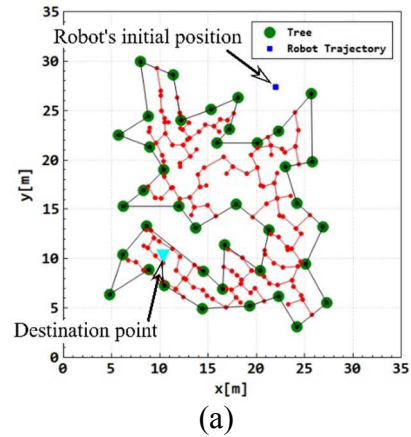 Robot's initial position
Tree
Robot Trajectory
35
30
25
20
15
10
5
0
y[m]
Destination point
0 5 10 15 20 25 30 35
x[m]
(a)